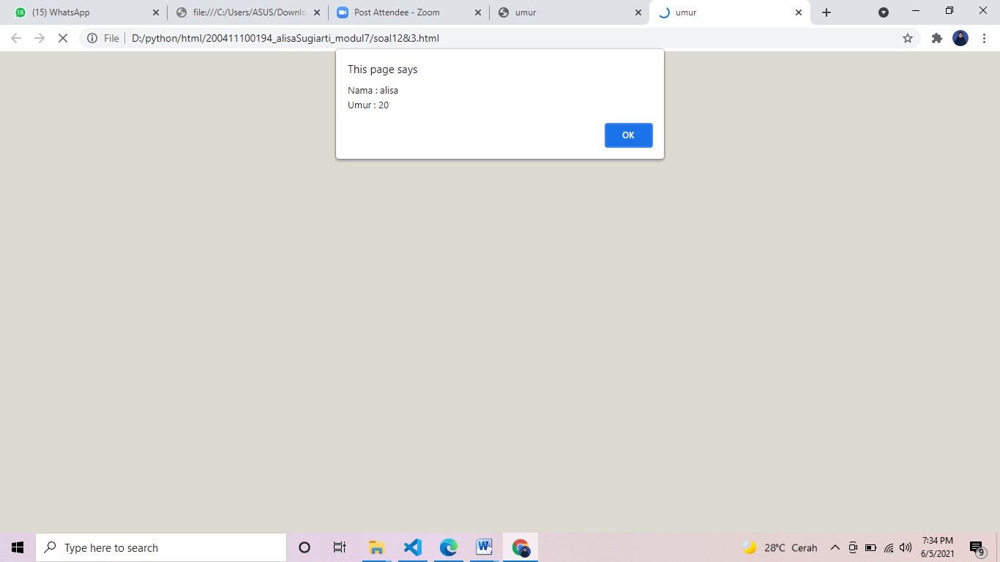 (15) WhatsApp
file:///C:/Users/ASUS/Downlo
Post Attendee - Zoom
umur
umur
File
D:/python/html/200411100194_alisaSugiarti_modul7/soal12&3.html
This page says
Nama : alisa
Umur : 20
OK
Type here to search
28°C Cerah
7:34 PM
6/5/2021
9